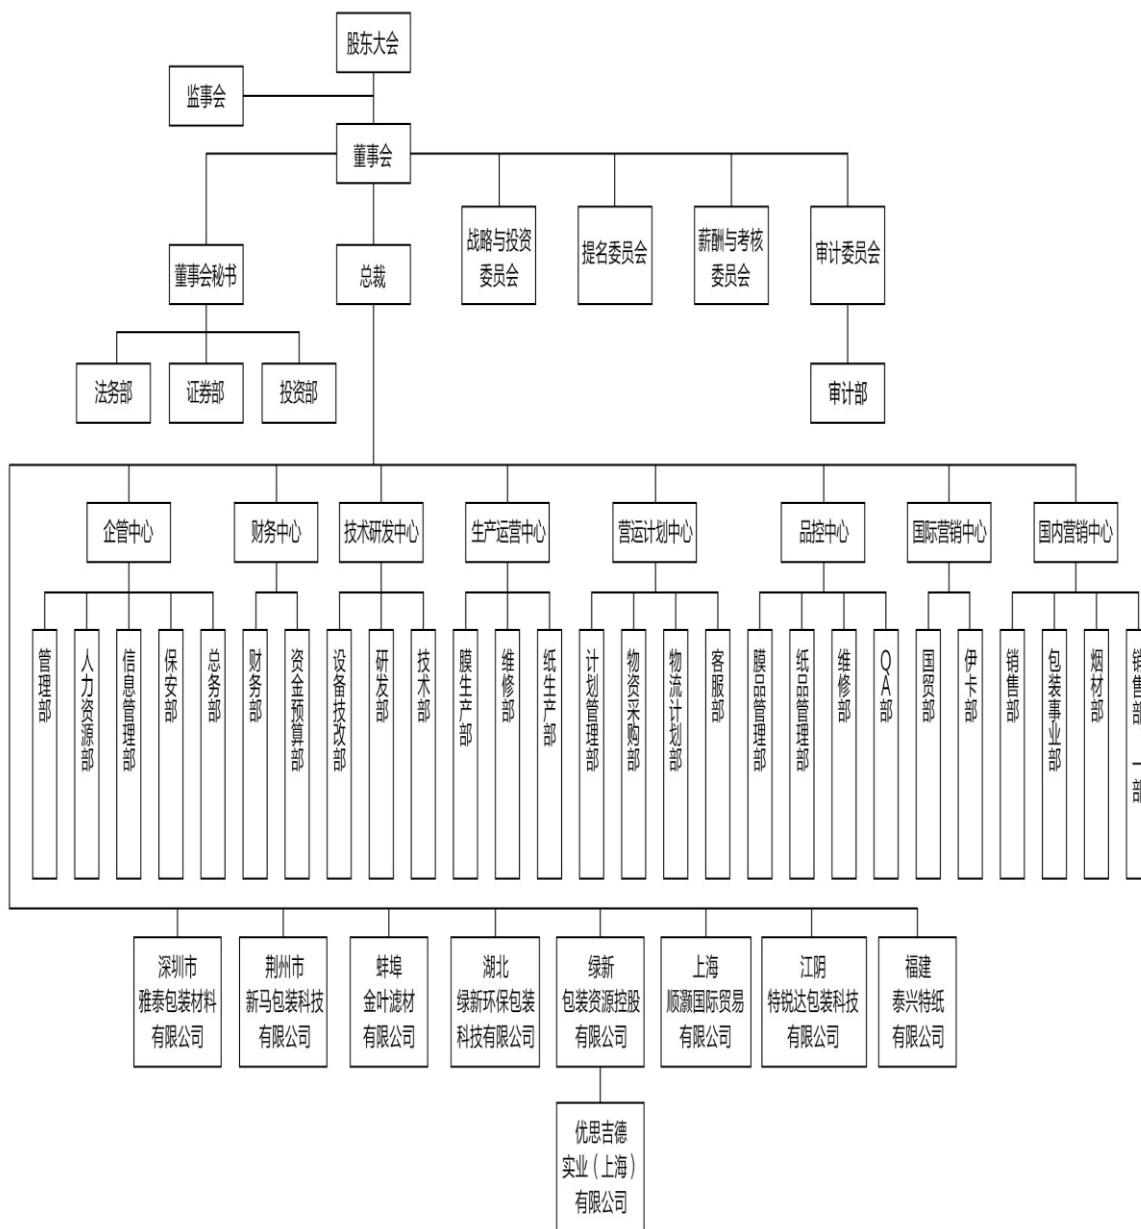 股东大会
监事会
董事会
战略与投资
委员会
提名委员会
薪酬与考核
委员会
审计委员会
董事会秘书
总裁
法务部
证券部
投资部
审计部
企管中心
财务中心
技术研发中心
生产运营中心
营运计划中心
品控中心
国际营销中心
国内营销中心
管理部
人力资源部
信息管理部
保安部
总务部
财务部
资金预算部
设备技改部
研发部
技术部
膜生产部
维修部
纸生产部
计划管理部
物资采购部
物流计划部
客服部
膜品管理部
纸品管理部
维修部
QA部
国贸部
伊卡部
销售部
包装事业部
烟材部
销售部
部
深圳市
雅泰包装材料
有限公司
荆州市
新马包装科技
有限公司
蚌埠
金叶滤材
有限公司
湖北
绿新环保包装
科技有限公司
绿新
包装资源控股
有限公司
上海
顺灏国际贸易
有限公司
江阴
特锐达包装科技
有限公司
福建
泰兴特纸
有限公司
优思吉德
实业（上海）
有限公司